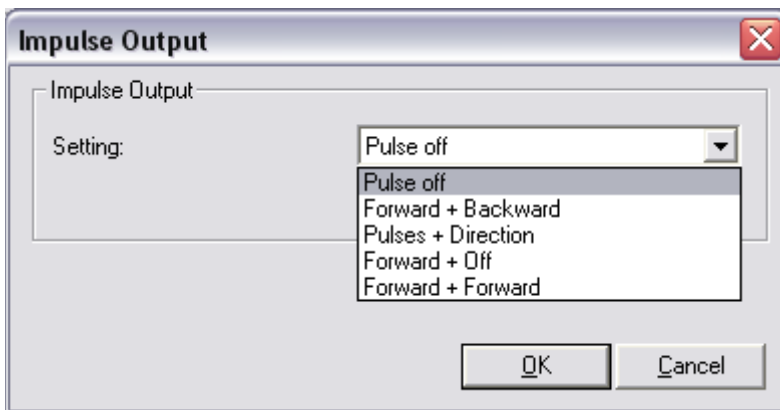 Impulse Output
Impulse Output
Setting:
Pulse off
Pulse off
Forward + Backward
Pulses + Direction
Forward + Off
Forward + Forward
OK
Cancel